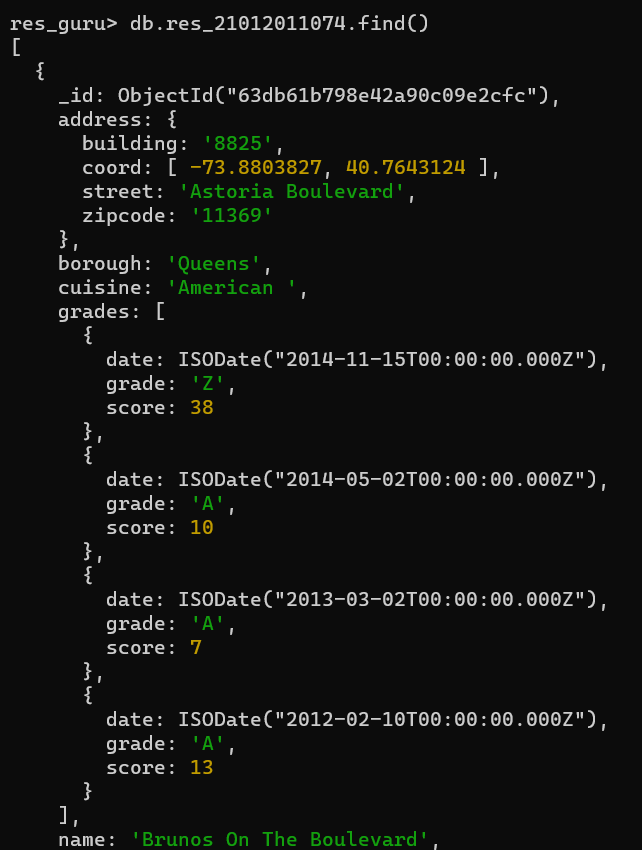 res_guru> db.res_21012011074.find()
[
  {
    _id: ObjectId("63db61b798e42a90c09e2cfc"),
    address: {
      building: '8825',
      coord: [ -73.8803827, 40.7643124 ],
      street: 'Astoria Boulevard',
      zipcode: '11369'
    },
    borough: 'Queens',
    cuisine: 'American ',
    grades: [
      {
        date: ISODate("2014-11-15T00:00:00.000Z"),
        grade: 'Z',
        score: 38
      },
      {
        date: ISODate("2014-05-02T00:00:00.000Z"),
        grade: 'A',
        score: 10
      },
      {
        date: ISODate("2013-03-02T00:00:00.000Z"),
        grade: 'A',
        score: 7
      },
      {
        date: ISODate("2012-02-10T00:00:00.000Z"),
        grade: 'A',
        score: 13
      }
    ],
    name: 'Brunos On The Boulevard',